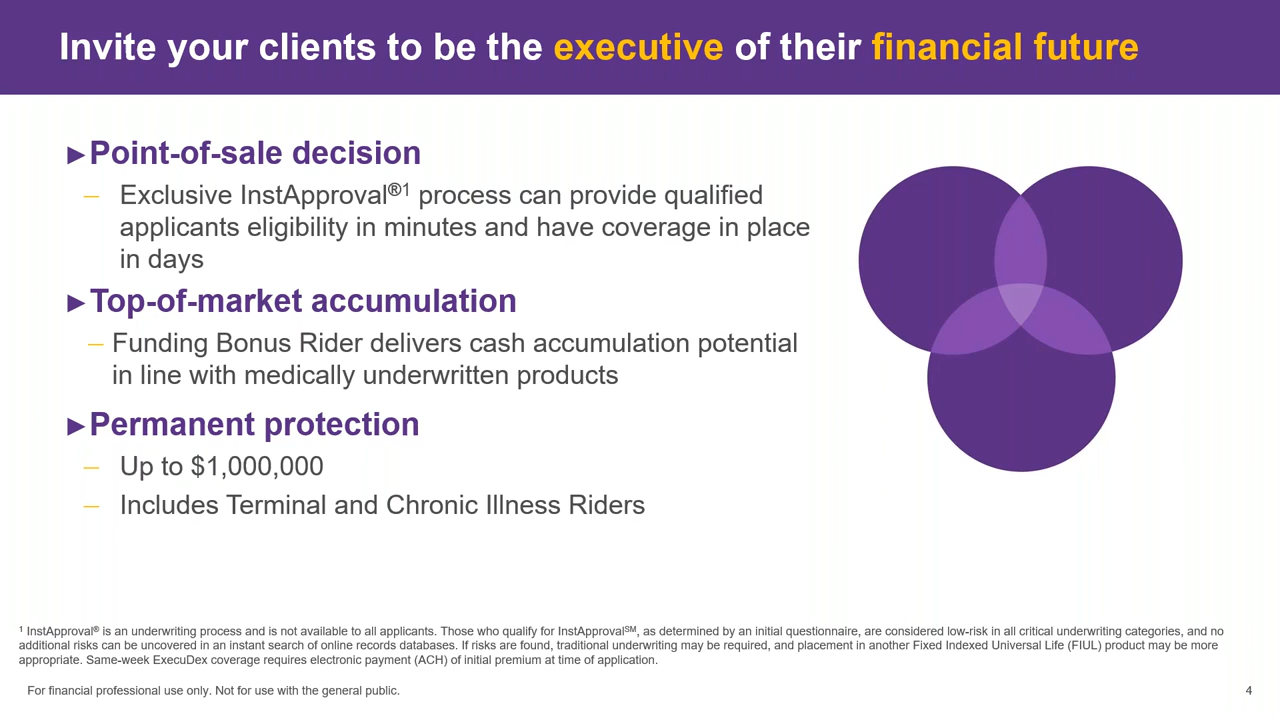 Invite your clients to be the executive of their financial future
►Point-of-sale decision
– Exclusive InstApproval®1 process can provide qualified
applicants eligibility in minutes and have coverage in place
in days
►Top-of-market accumulation
– Funding Bonus Rider delivers cash accumulation potential
in line with medically underwritten products
►Permanent protection
– Up to $1,000,000
– Includes Terminal and Chronic Illness Riders
1 InstApproval® is an underwriting process and is not available to all applicants. Those who qualify for InstApprovalSM, as determined by an initial questionnaire, are considered low-risk in all critical underwriting categories, and no
additional risks can be uncovered in an instant search of online records databases. If risks are found, traditional underwriting may be required, and placement in another Fixed Indexed Universal Life (FIUL) product may be more
appropriate. Same-week ExecuDex coverage requires electronic payment (ACH) of initial premium at time of application.
For financial professional use only. Not for use with the general public.
4